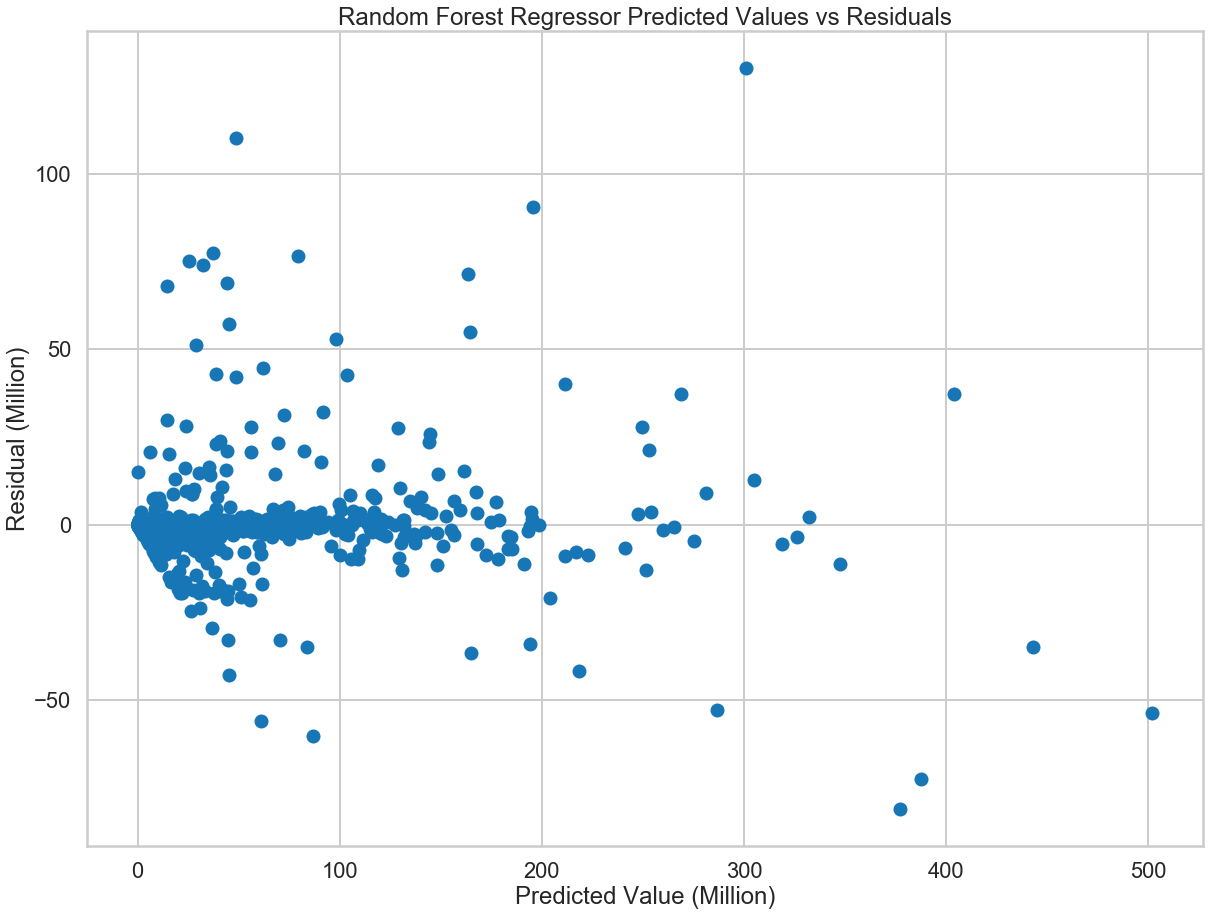 Random Forest Regressor Predicted Values vs Residuals
Residual (Million)
100
50
0
−50
0 100 200 300 400 500
Predicted Value (Million)